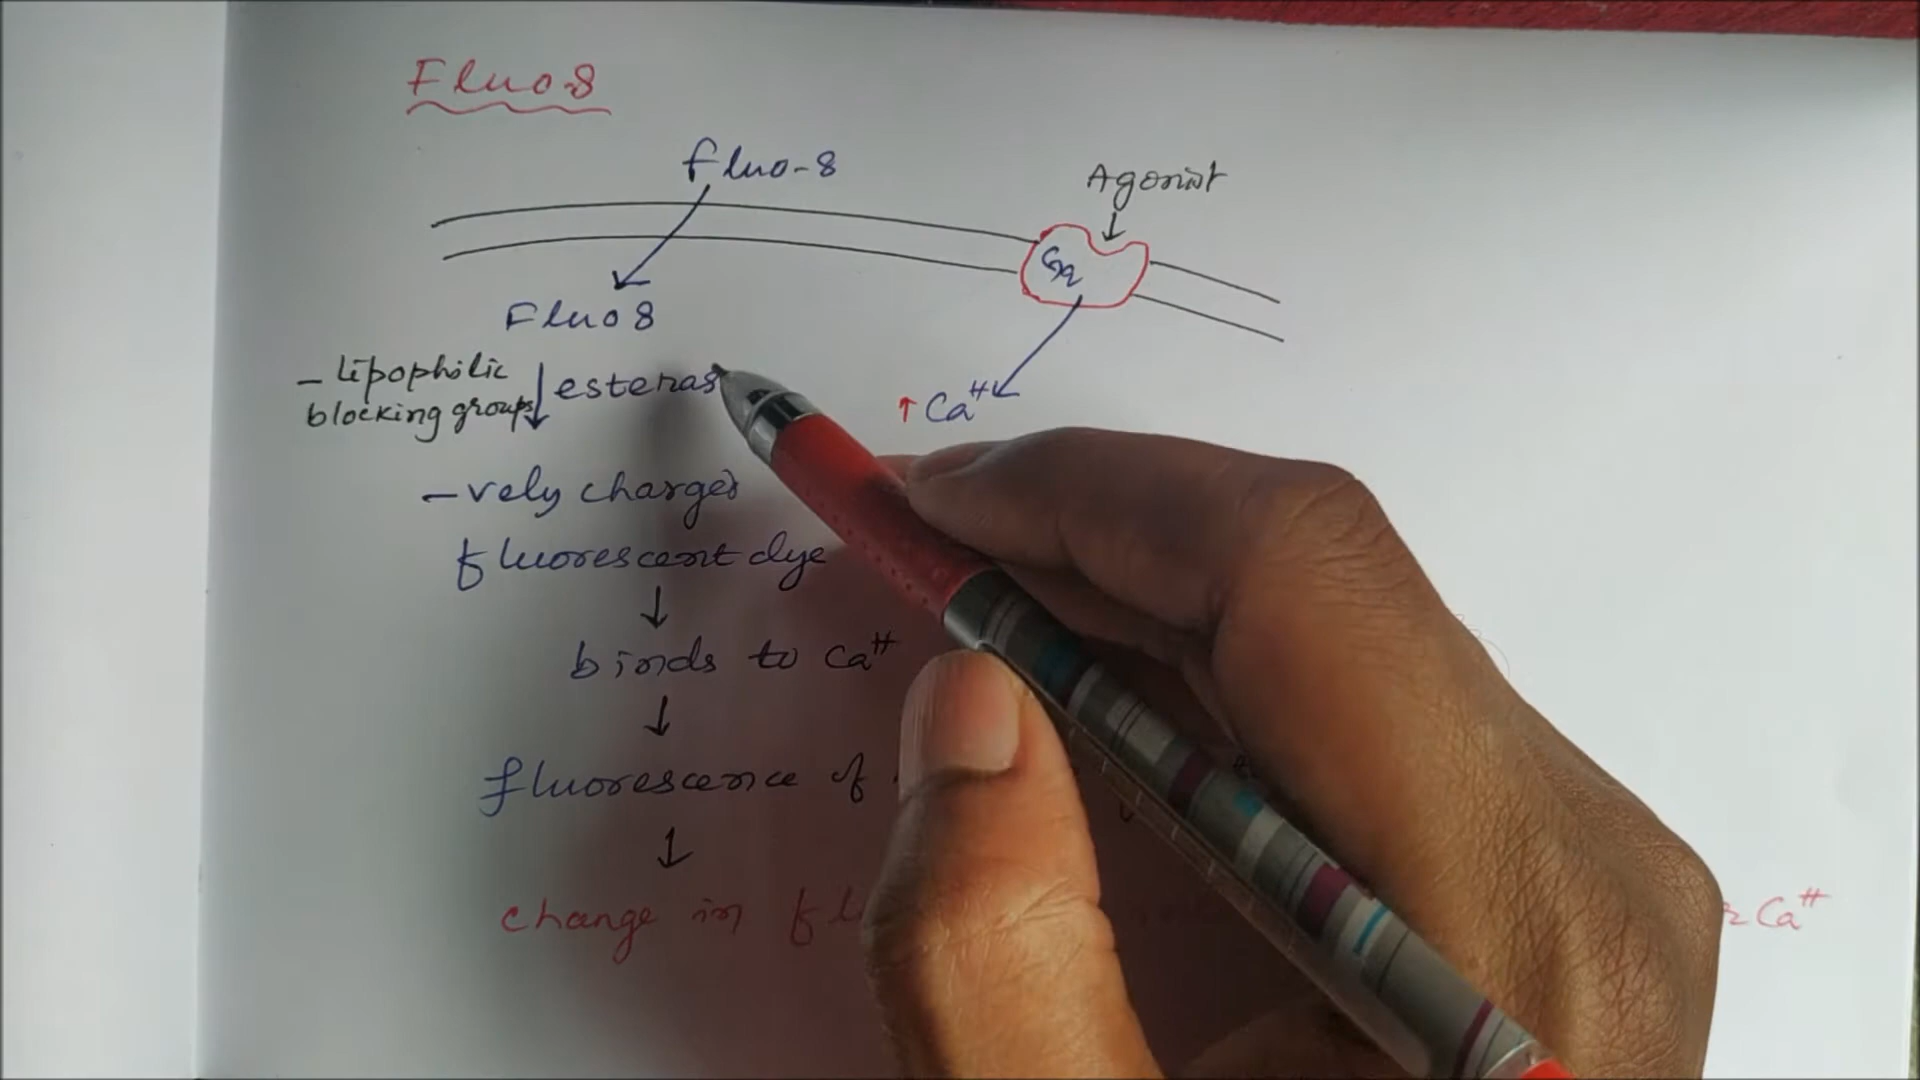 Fluo-8
fluo-8
Agonist
Gq
Fluo 8
- lipophilic
blocking groups
esteras
↑ Ca++
-vely charged
fluorescent dye
binds to Ca++
fluorescence of
change in fl
Ca++